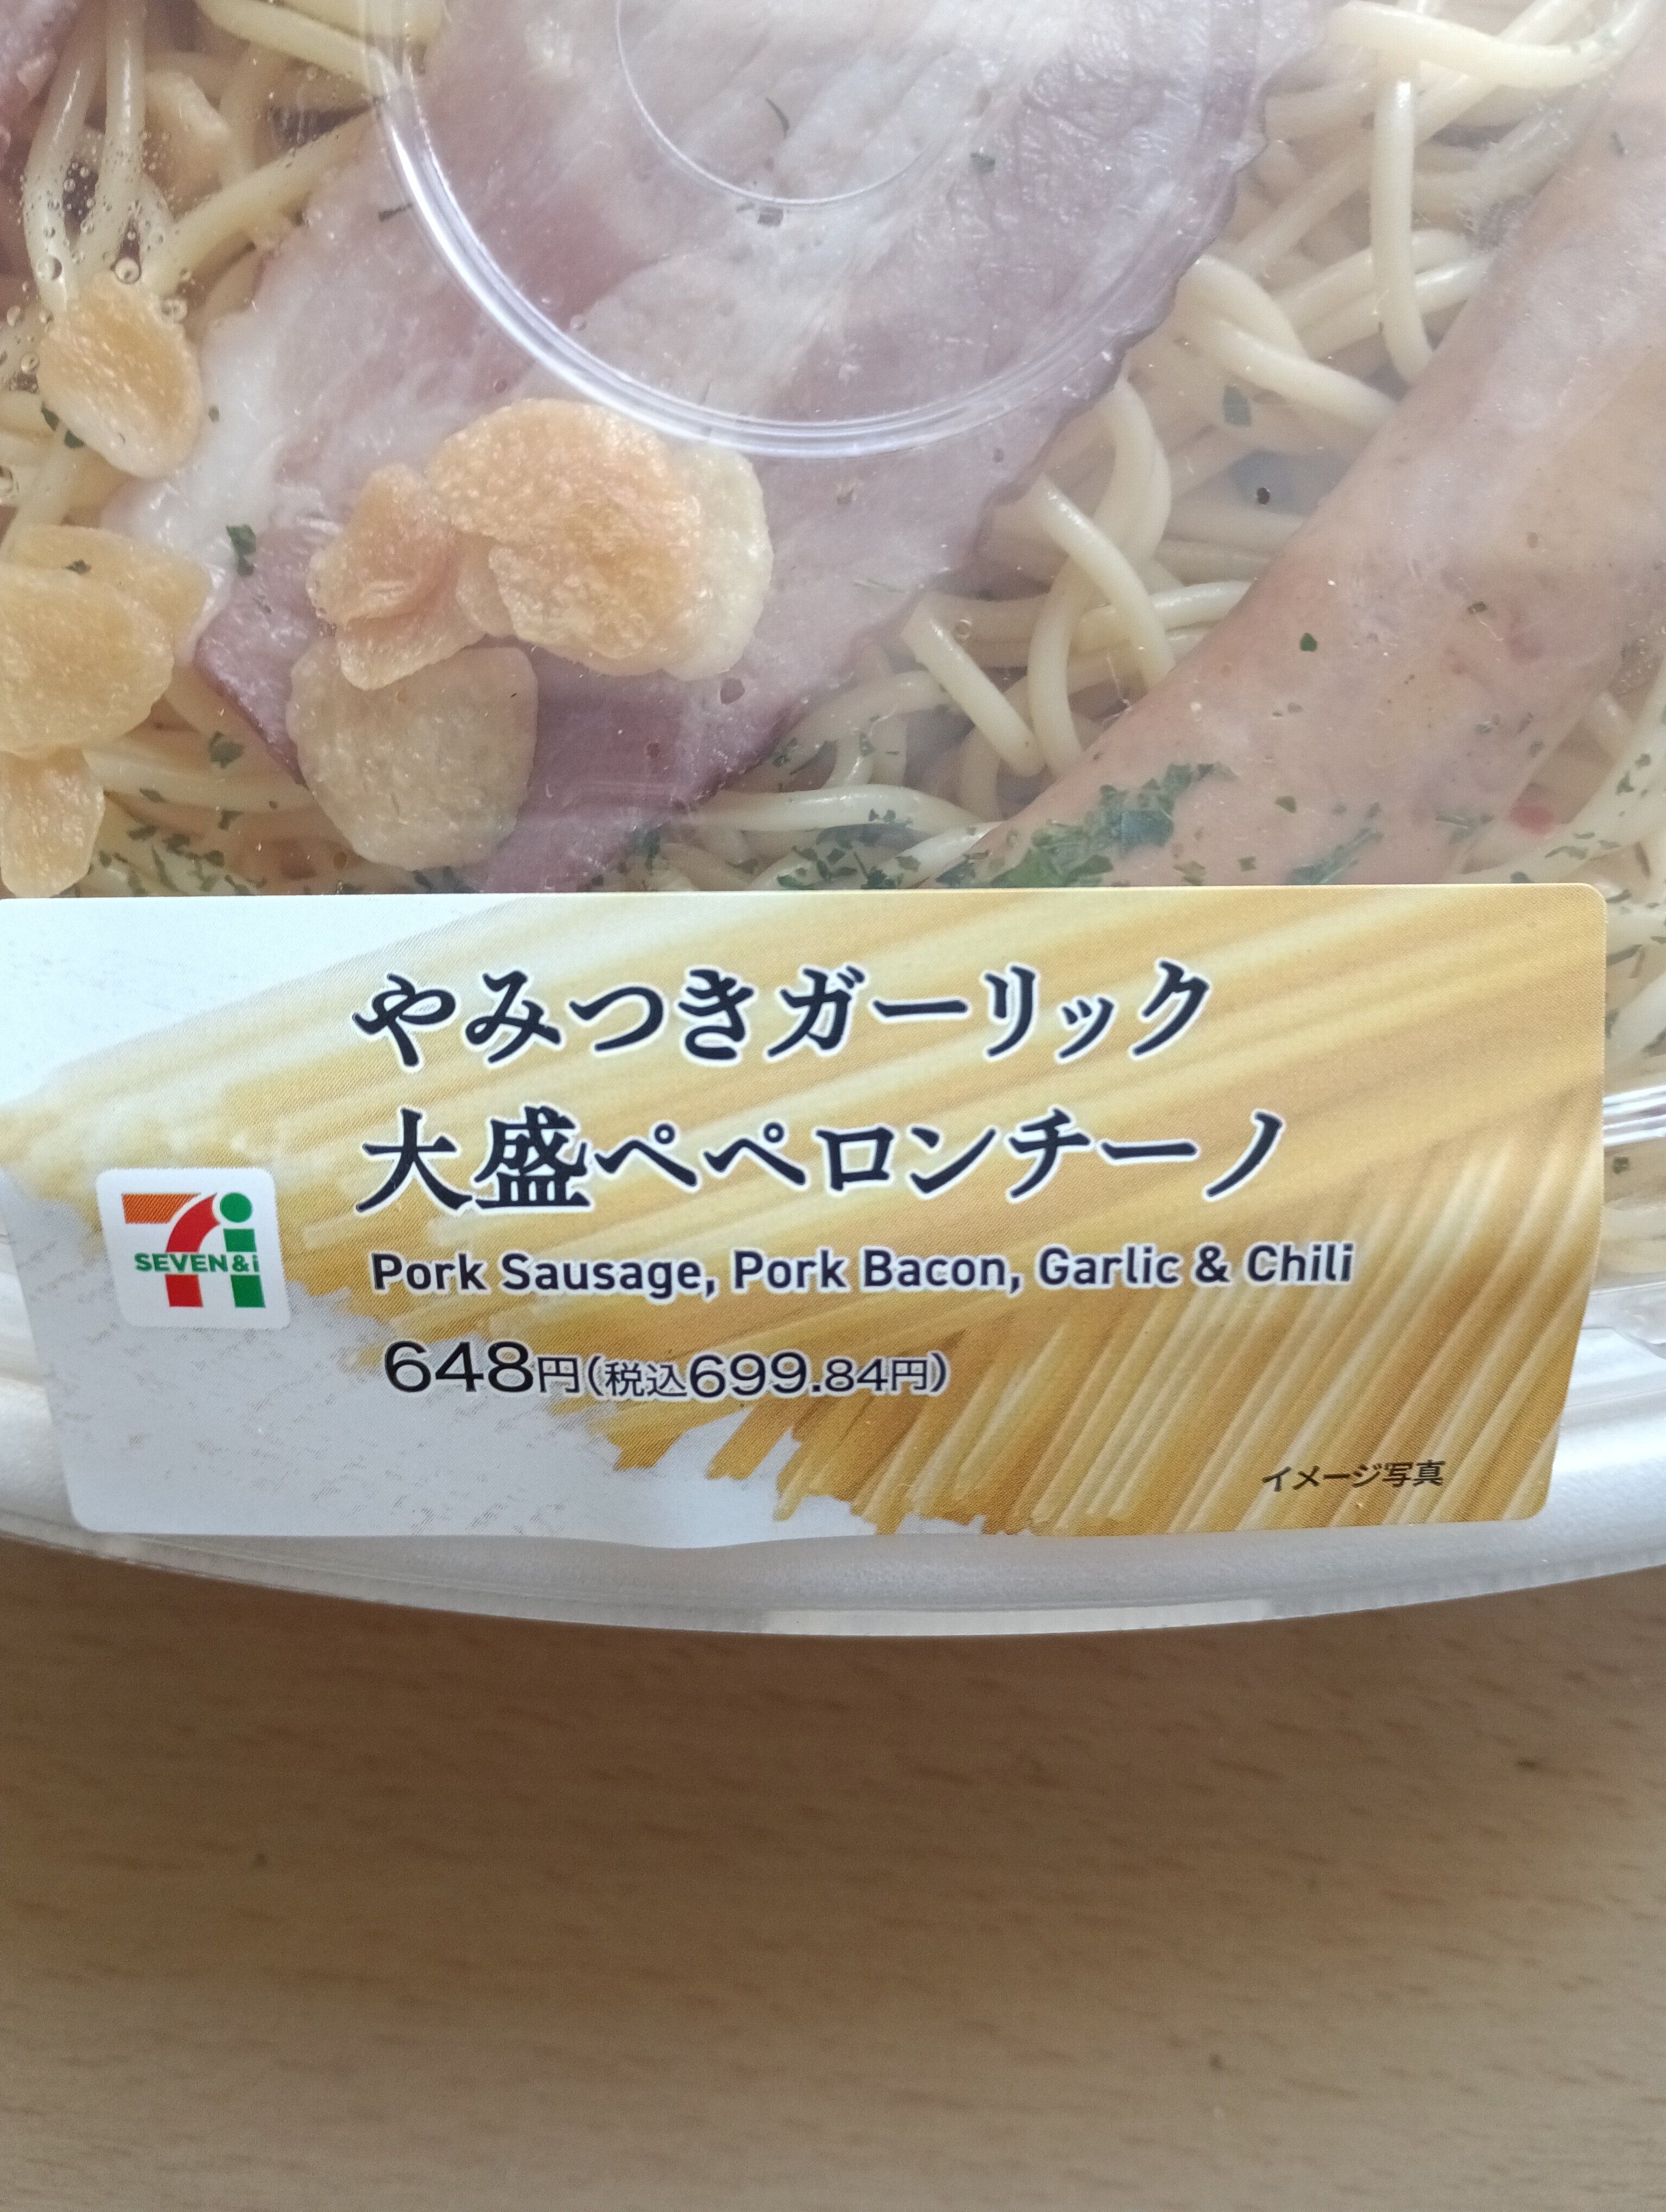 やみつきガーリック
大盛ペペロンチーノ
SEVEN&i
Pork Sausage, Pork Bacon, Garlic & Chili
648円(税込699.84円)
イメージ写真